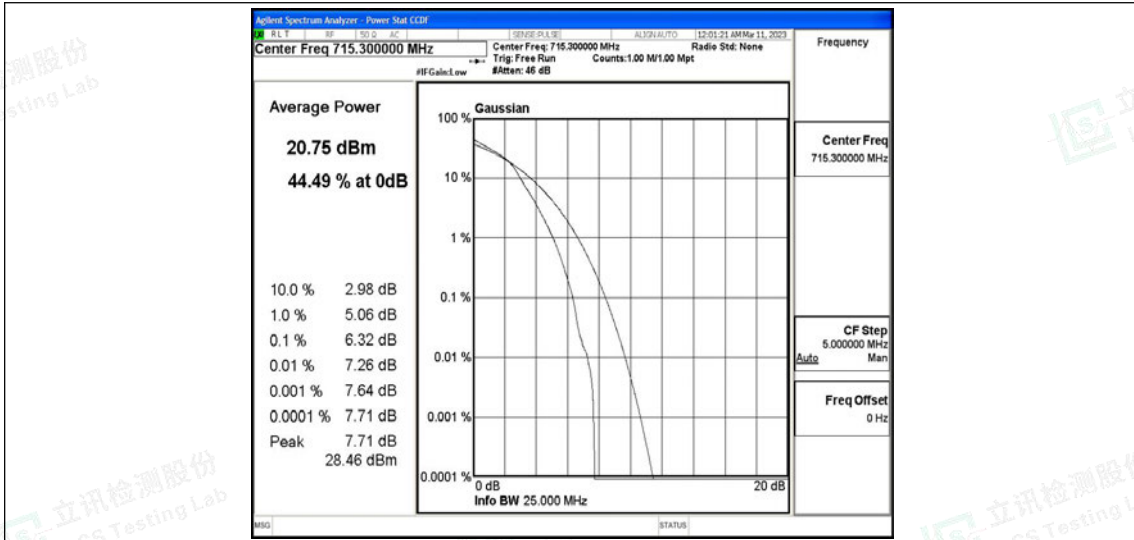 Agilent Spectrum Analyzer - Power Stat CCDF
RLT RF 50 Ω AC SENSE:PULSE ALIGN AUTO 12:01:21 AM Mar 11, 2023
Center Freq 715.300000 MHz
Center Freq: 715.300000 MHz Radio Std: None
Trig: Free Run Counts:1.00 M/1.00 Mpt
#IFGain:Low #Atten: 46 dB
Frequency
Average Power
20.75 dBm
44.49 % at 0dB
10.0 % 2.98 dB
1.0 % 5.06 dB
0.1 % 6.32 dB
0.01 % 7.26 dB
0.001 % 7.64 dB
0.0001 % 7.71 dB
Peak 7.71 dB
28.46 dBm
Gaussian
100 %
10 %
1 %
0.1 %
0.01 %
0.001 %
0.0001 %
0 dB 20 dB
Info BW 25.000 MHz
Center Freq
715.300000 MHz
CF Step
5.000000 MHz
Auto Man
Freq Offset
0 Hz
MSG STATUS
检测股份
sting Lab
立讯检测股份
CS Testing Lab
立讯检测股份
CS Testing L